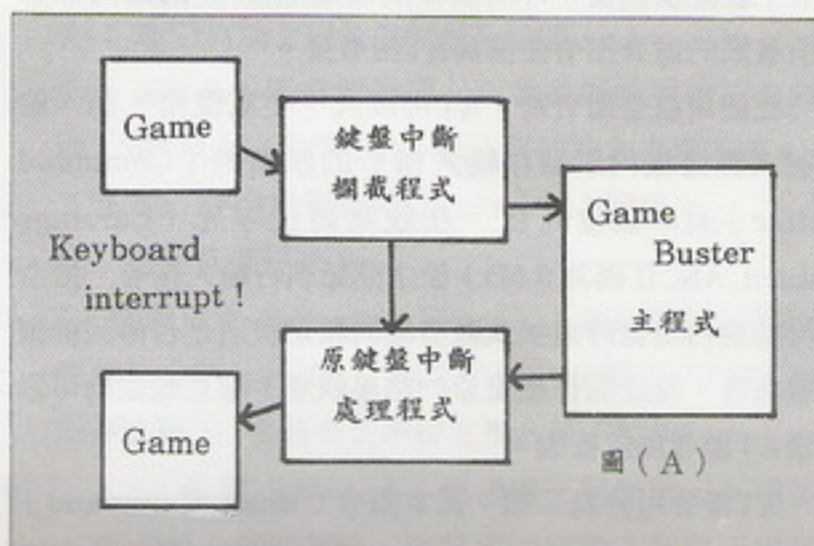 Game
鍵盤中斷
攔截程式
Game
Buster
主程式
Keyboard
interrupt !
原鍵盤中斷
處理程式
Game
圖(A)